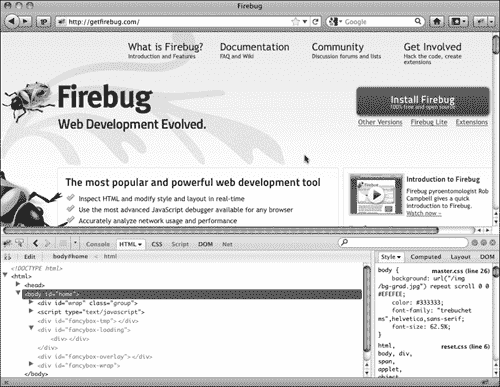 Firebug
http://getfirebug.com/
Google
What is Firebug?
Introduction and Features
Documentation
FAQ and Wiki
Community
Discussion forums and lists
Get Involved
Hack the code, create
extensions
Firebug
Web Development Evolved.
Install Firebug
100% free and open source
Other Versions
Firebug Lite
Extensions
The most popular and powerful web development tool
Inspect HTML and modify style and layout in real-time
Use the most advanced JavaScript debugger available for any browser
Accurately analyze network usage and performance
Introduction to Firebug
Firebug pyroentomologist Rob
Campbell gives a quick
introduction to Firebug.
Watch now »
Console
HTML
CSS
Script
DOM
Net
Edit
body#home < html
<!DOCTYPE html>
<html>
<head>
<body id="home">
<div id="wrap" class="group">
<script type="text/javascript">
<div id="fancybox-tmp"> </div>
<div id="fancybox-loading">
<div> </div>
</div>
<div id="fancybox-overlay"> </div>
<div id="fancybox-wrap">
Style
Computed
Layout
DOM
body {
master.css (line 26)
background: url("/img
/bg-grad.jpg") repeat scroll 0 0
#EFEFEF;
color: #333333;
font-family: "trebuchet
ms",helvetica,sans-serif;
font-size: 62.5%;
}
html,
reset.css (line 6)
body, div,
span,
applet,
object